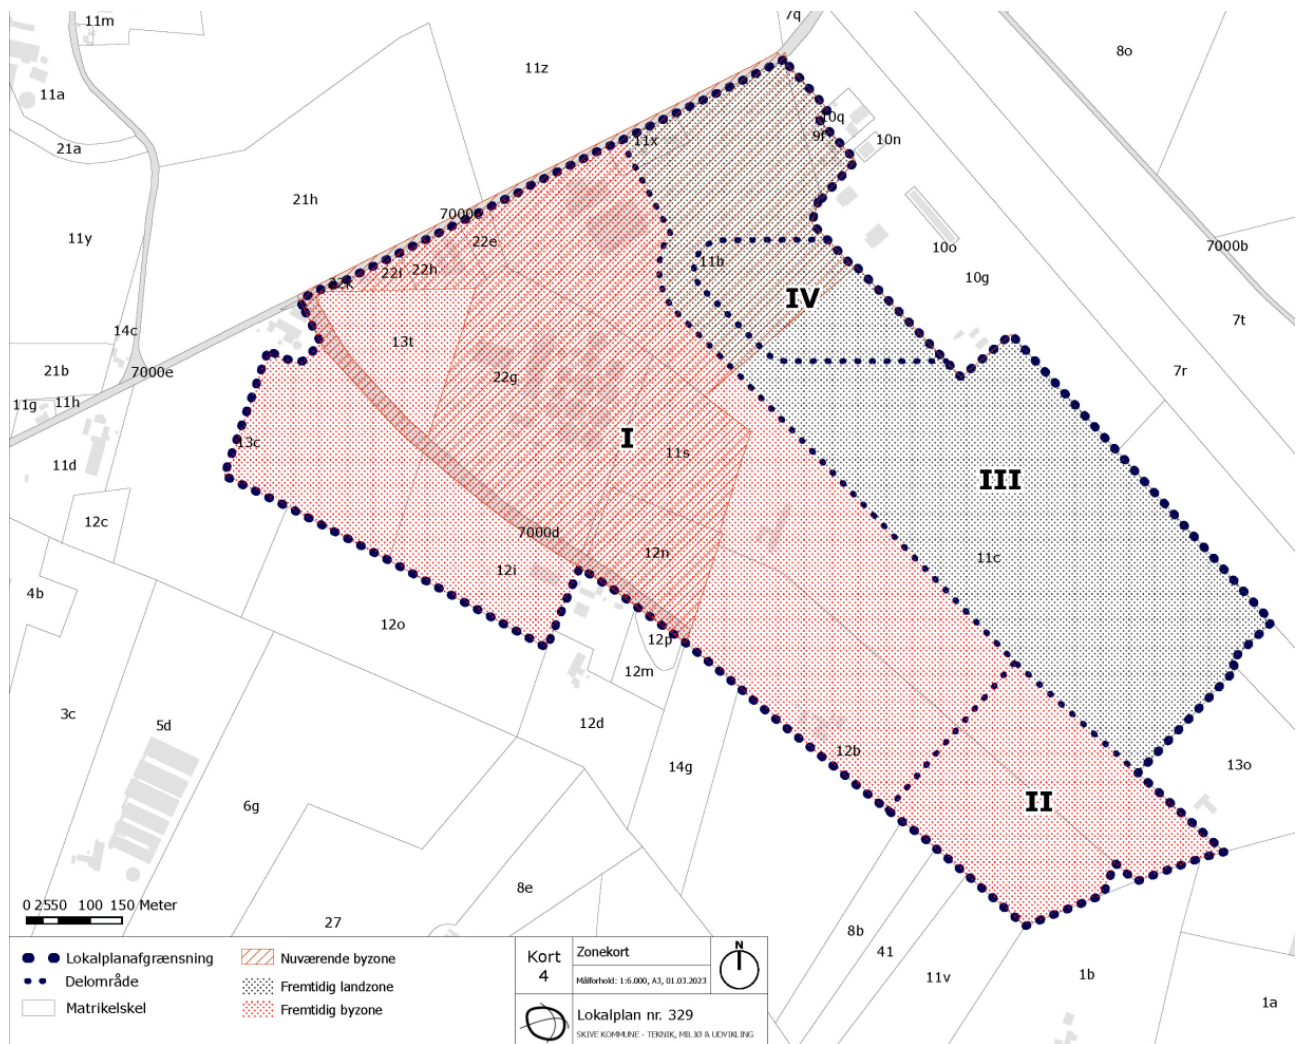 7q
11m
8o
11z
11a
10q
9f
10n
11x
21a
21h
7000e
11y
22e
10o
7000b
11b
22i
22h
10g
22k
IV
7t
14c
13t
21b
7000e
7r
22g
11h
11g
I
13c
11s
11d
III
12c
7000d
12n
11c
12i
4b
12o
12p
12m
3c
5d
12d
12b
13o
14g
II
6g
8e
0 25 50 100 150 Meter
27
8b
41
11v
1b
1a
Lokalplanafgrænsning
Delområde
Matrikelskel
Nuværende byzone
Fremtidig landzone
Fremtidig byzone
Kort
4
Zonekort
Målforhold: 1:6.000, A3, 01.03.2023
N
Lokalplan nr. 329
SKIVE KOMMUNE - TEKNIK, MILJØ & UDVIKLING